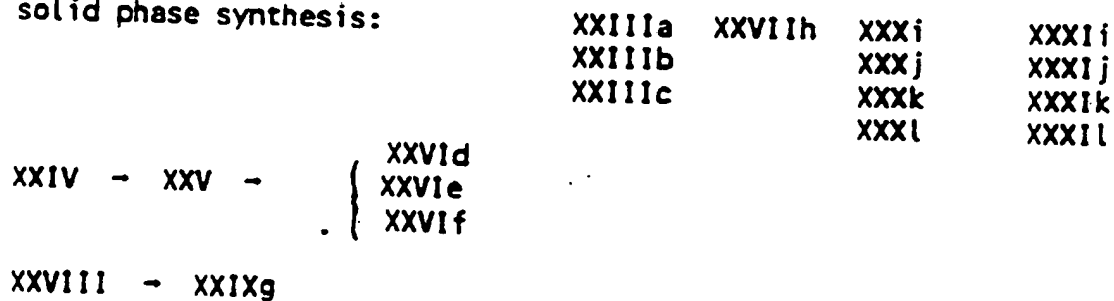 solid phase synthesis:
XXIIIa XXVIIh XXXi XXXIi
XXIIIb XXXj XXXIj
XXIIIc XXXk XXXIk
XXXl XXXIl
XXVId
XXIV → XXV → { XXVIe
XXVIf
XXVIII → XXIXg